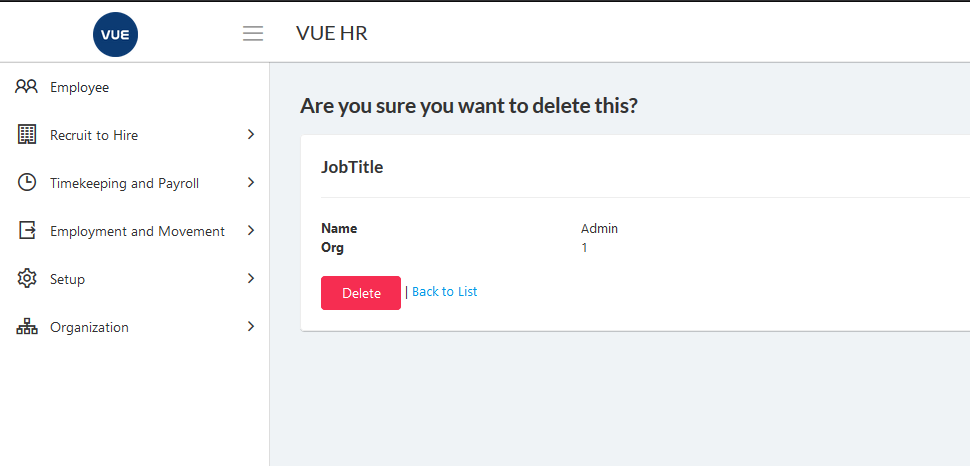 VUE
VUE HR
Employee
Recruit to Hire
Timekeeping and Payroll
Employment and Movement
Setup
Organization
Are you sure you want to delete this?
JobTitle
Name Admin
Org 1
Delete | Back to List